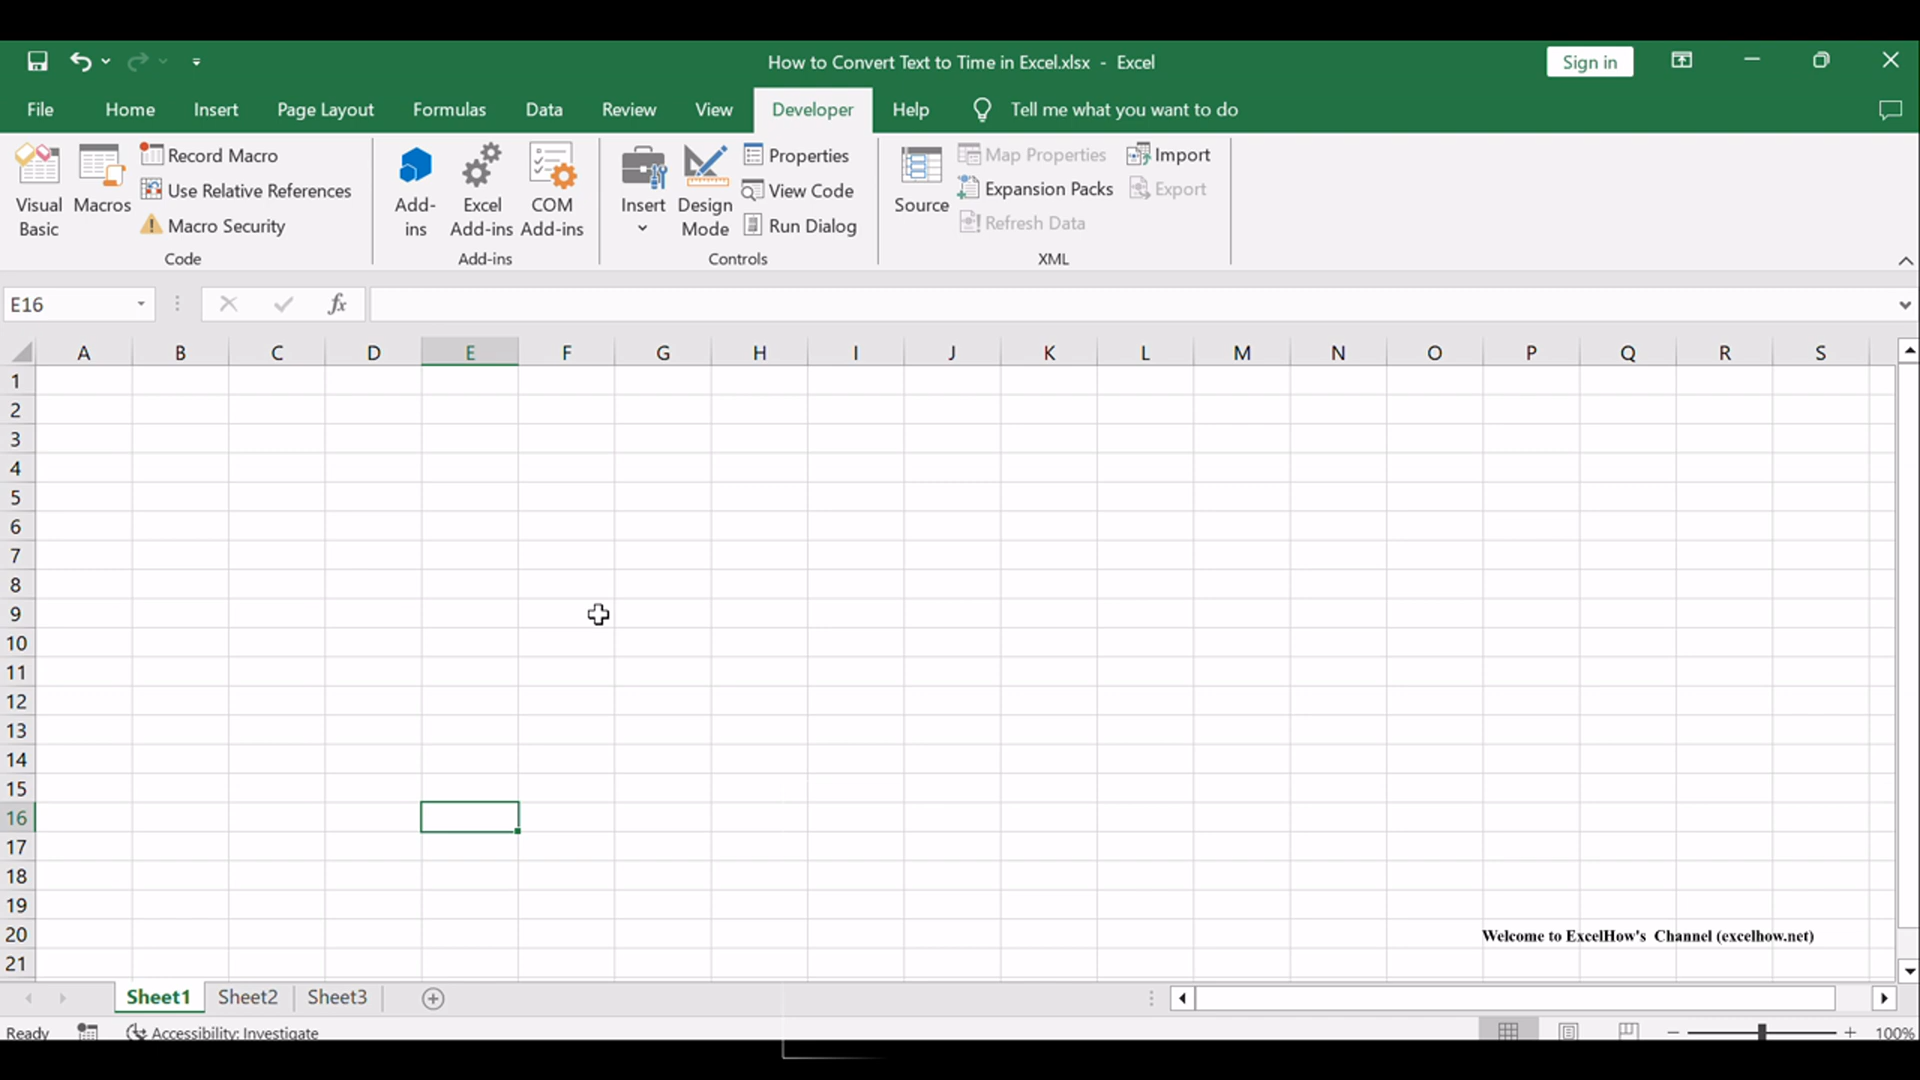 How to Convert Text to Time in Excel.xlsx - Excel
Sign in
File Home Insert Page Layout Formulas Data Review View Developer Help Tell me what you want to do
Visual Basic
Macros
Record Macro
Use Relative References
Macro Security
Code
Add-ins
Excel Add-ins
COM Add-ins
Add-ins
Insert
Design Mode
Properties
View Code
Run Dialog
Controls
Source
Map Properties
Expansion Packs
Refresh Data
Import
Export
XML
E16
fx
A B C D E F G H I J K L M N O P Q R S
1
2
3
4
5
6
7
8
9
10
11
12
13
14
15
16
17
18
19
20
Welcome to ExcelHow's Channel (excelhow.net)
21
Sheet1 Sheet2 Sheet3
Ready Accessibility: Investigate 100%